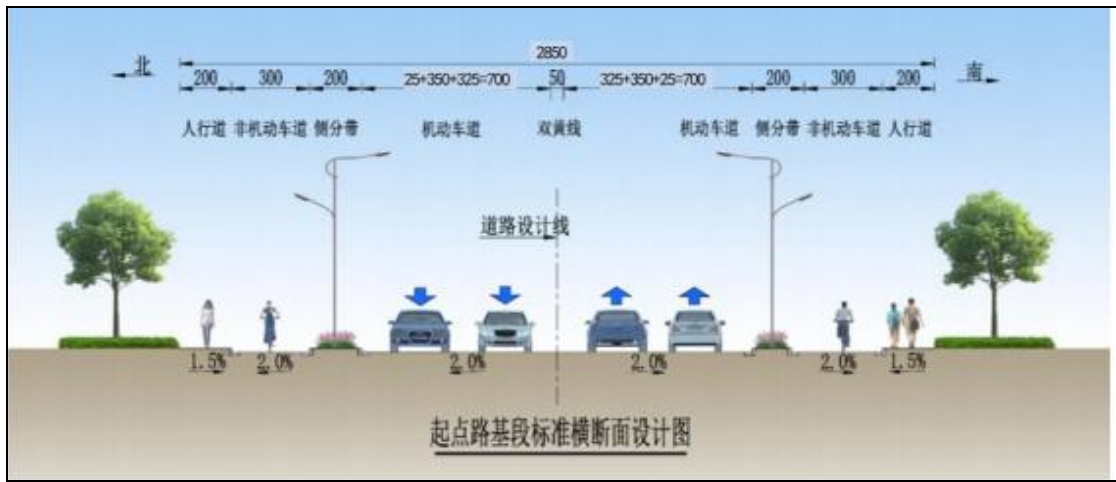 2850
北
南
200 300 200 25+350+325=700 50 325+350+25=700 200 300 200
人行道 非机动车道 侧分带 机动车道 双黄线 机动车道 侧分带 非机动车道 人行道
道路设计线
1.5% 2.0% 2.0% 2.0% 2.0% 1.5%
起点路基段标准横断面设计图